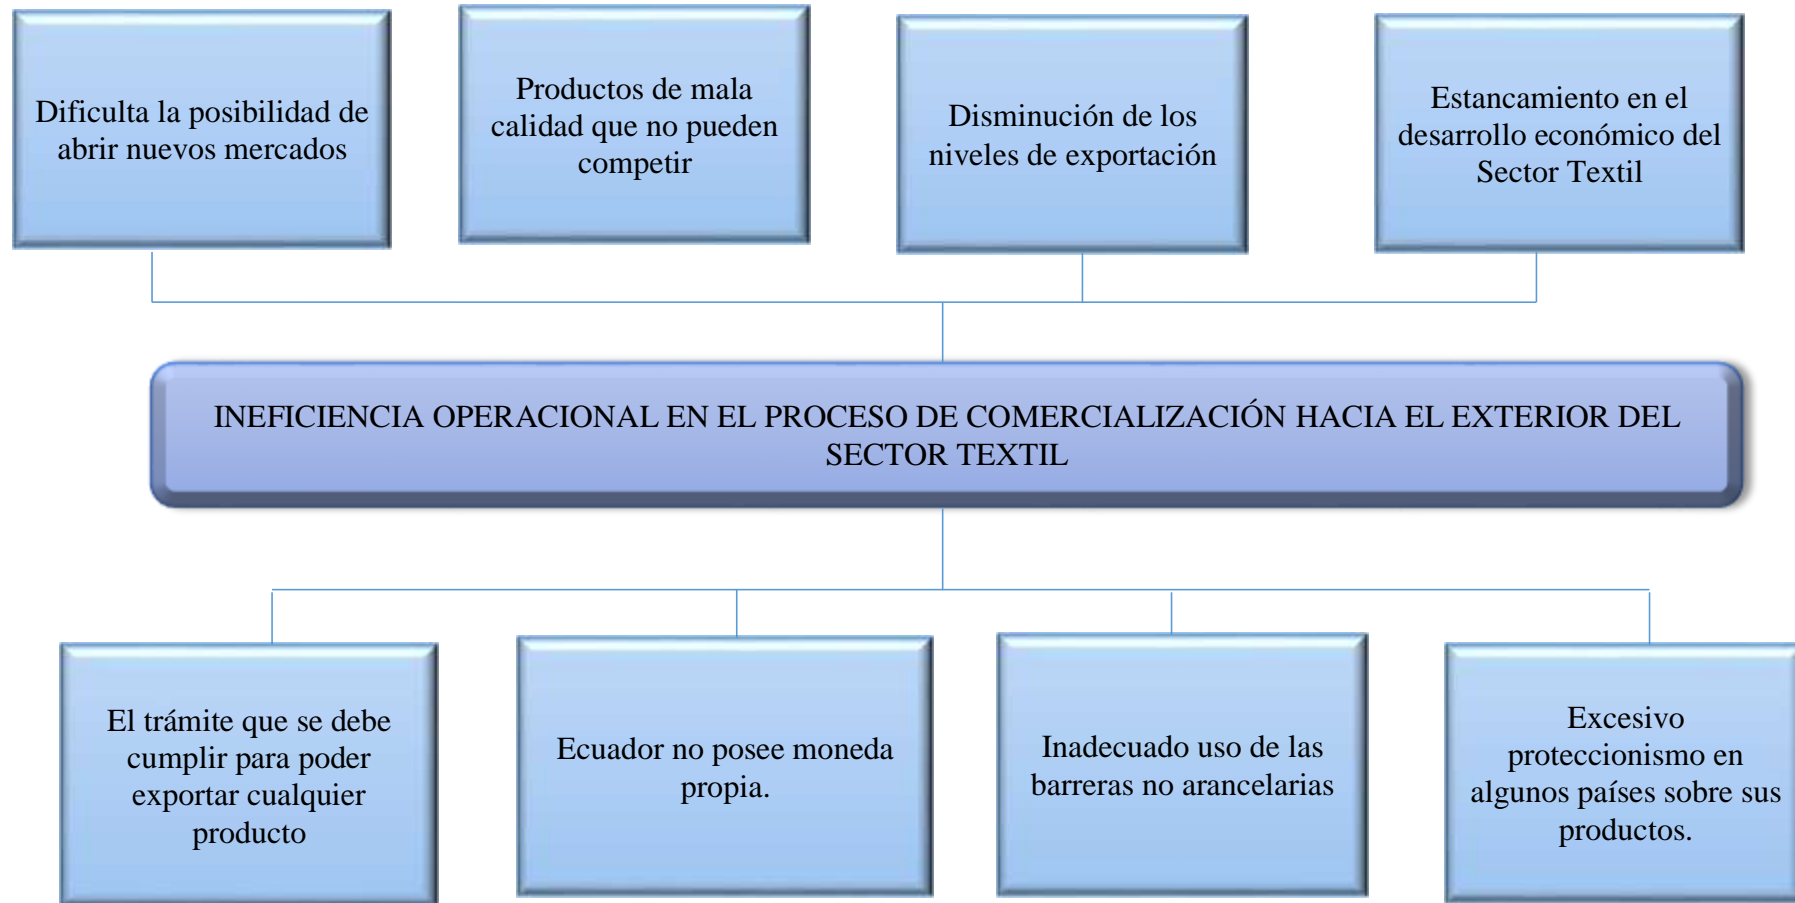 Dificulta la posibilidad de
abrir nuevos mercados
Productos de mala
calidad que no pueden
competir
Disminución de los
niveles de exportación
Estancamiento en el
desarrollo económico del
Sector Textil
INEFICIENCIA OPERACIONAL EN EL PROCESO DE COMERCIALIZACIÓN HACIA EL EXTERIOR DEL
SECTOR TEXTIL
El trámite que se debe
cumplir para poder
exportar cualquier
producto
Ecuador no posee moneda
propia.
Inadecuado uso de las
barreras no arancelarias
Excesivo
proteccionismo en
algunos países sobre sus
productos.